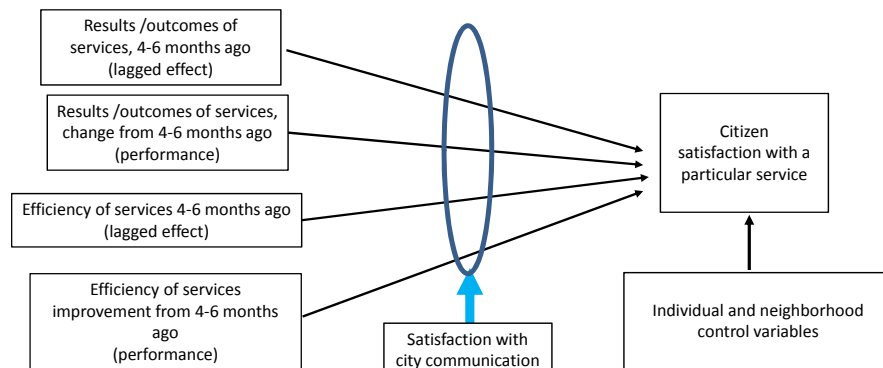 Results /outcomes of
services, 4-6 months ago
(lagged effect)
Results /outcomes of services,
change from 4-6 months ago
(performance)
Efficiency of services 4-6 months ago
(lagged effect)
Efficiency of services
improvement from 4-6 months
ago
(performance)
Satisfaction with
city communication
Citizen
satisfaction with a
particular service
Individual and neighborhood
control variables